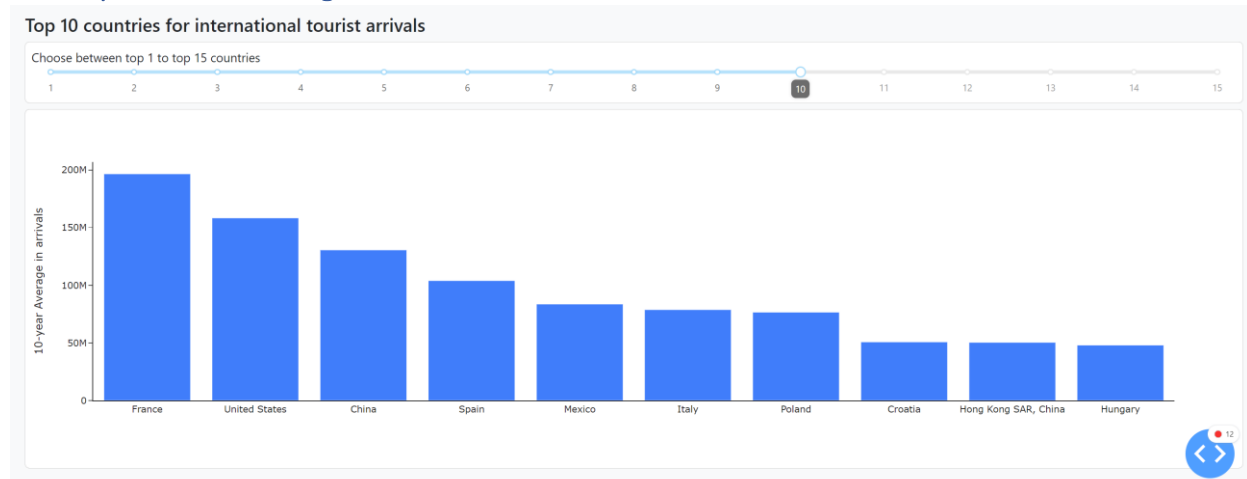 Top 10 countries for international tourist arrivals
Choose between top 1 to top 15 countries
1 2 3 4 5 6 7 8 9 10 11 12 13 14 15
200M
150M
100M
50M
0
10-year Average in arrivals
France United States China Spain Mexico Italy Poland Croatia Hong Kong SAR, China Hungary
12